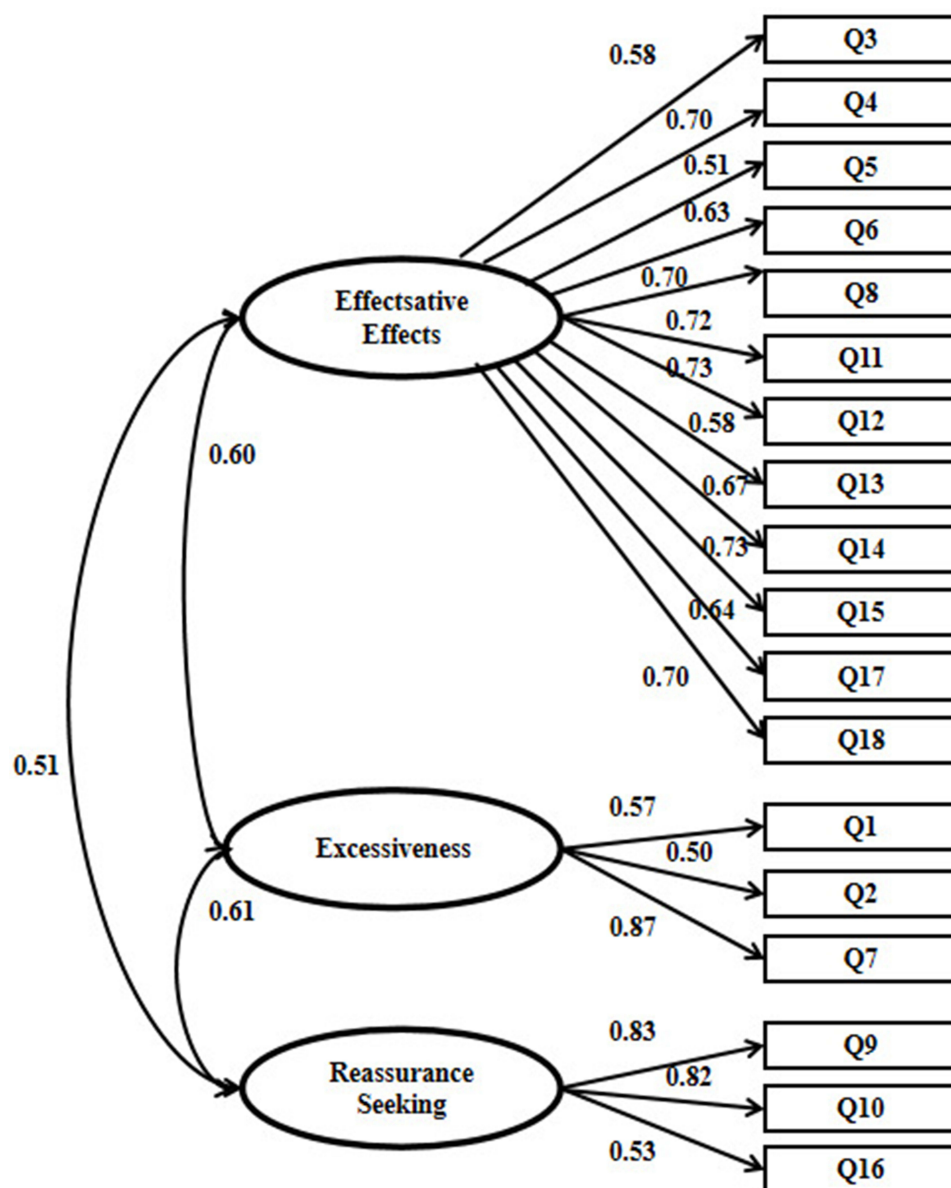 0.58
Q3
0.70
Q4
0.51
Q5
0.63
Q6
0.70
Q8
Effectsative
Effects
0.72
Q11
0.73
Q12
0.58
Q13
0.67
Q14
0.73
Q15
0.64
Q17
0.70
Q18
0.60
0.51
0.57
Q1
Excessiveness
0.50
Q2
0.87
Q7
0.61
0.83
Q9
Reassurance
Seeking
0.82
Q10
0.53
Q16